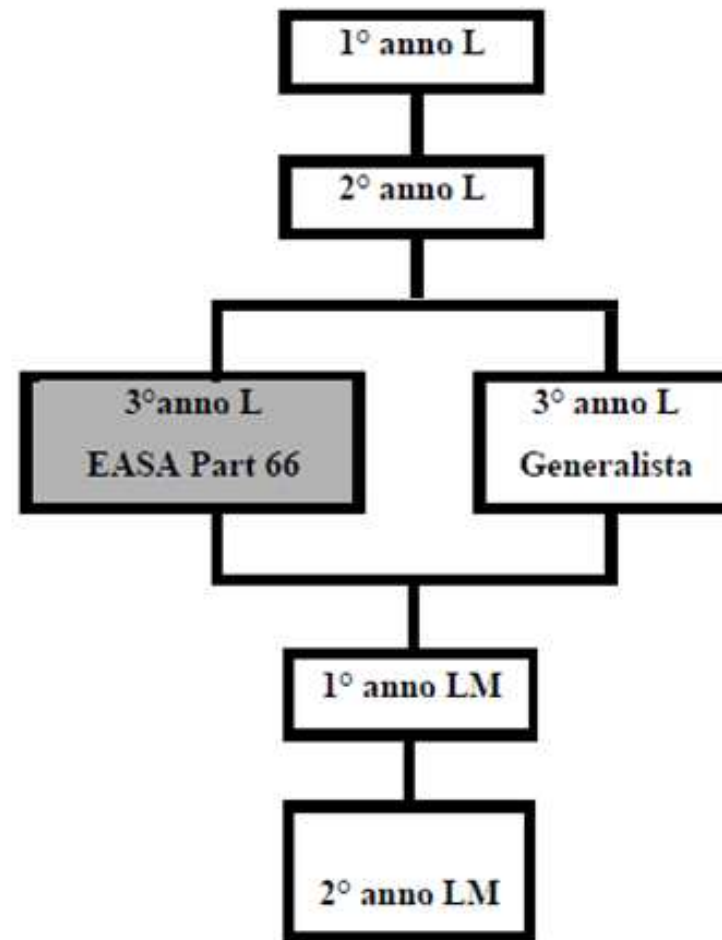 1° anno L
2° anno L
3°anno L
EASA Part 66
3° anno L
Generalista
1° anno LM
2° anno LM